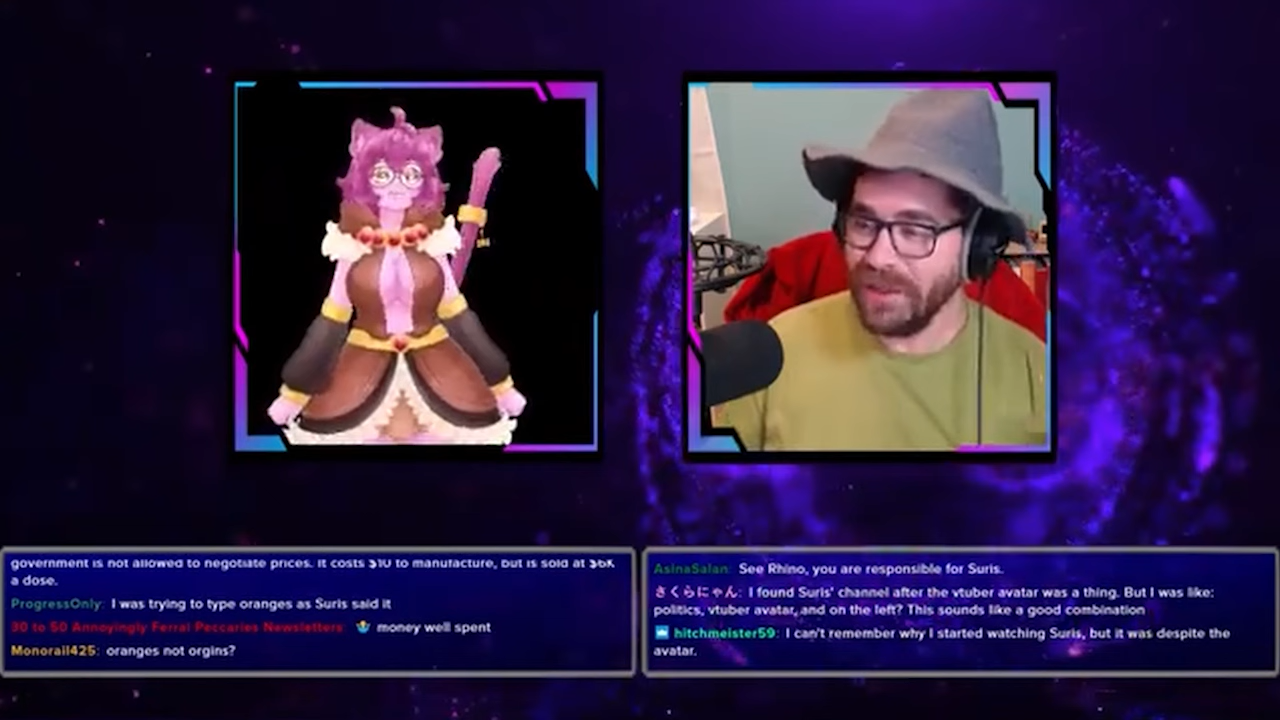 government is not allowed to negotiate prices. It costs $10 to manufacture, but is sold at $6K
a dose.
ProgressOnly: I was trying to type oranges as Suris said it
30 to 50 Annoyingly Ferral Peccaries Newsletters: money well spent
Monorail425: oranges not orgins?
AsinaSalan: See Rhino, you are responsible for Suris.
さくらにゃん: I found Suris' channel after the vtuber avatar was a thing. But I was like:
politics, vtuber avatar, and on the left? This sounds like a good combination
hitchmeister59: I can't remember why I started watching Suris, but it was despite the
avatar.